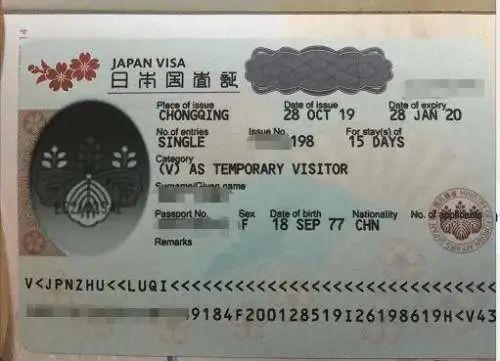 14
JAPAN VISA
日本国査証
Place of issue Date of issue Date of expiry
CHONGQING 28 OCT 19 28 JAN 20
No.of entries Issue No. For stay(s) of
SINGLE 198 15 DAYS
Category
(V) AS TEMPORARY VISITOR
Surname/Given name
Passport No. Sex Date of birth Nationality No. of applicants
F 18 SEP 77 CHN
Remarks
V<JPNZHU<<LUQI<<<<<<<<<<<<<<<<<<<<<<
9184F200128519I26198619H<V43